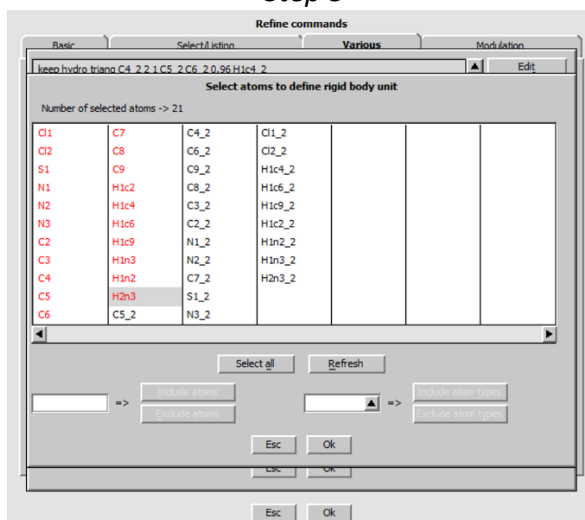 Step 3
Refine commands
Basic Select/Listing Various Modulation
keep hydro triang C4 2 2 1 C5_2 C6_2 0.96 H1c4_2 Edit
Select atoms to define rigid body unit
Number of selected atoms -> 21
Cl1 C7 C4_2 Cl1_2
Cl2 C8 C6_2 Cl2_2
S1 C9 C9_2 H1c4_2
N1 H1c2 C8_2 H1c6_2
N2 H1c4 C3_2 H1c9_2
N3 H1c6 C2_2 H1n2_2
C2 H1c9 N1_2 H1n3_2
C3 H1n3 N2_2 H2n3_2
C4 H1n2 C7_2
C5 H2n3 S1_2
C6 C5_2 N3_2
Select all Refresh
=> Include atoms => Include atom types
Exclude atoms Exclude atom types
Esc Ok
Esc Ok
Esc Ok